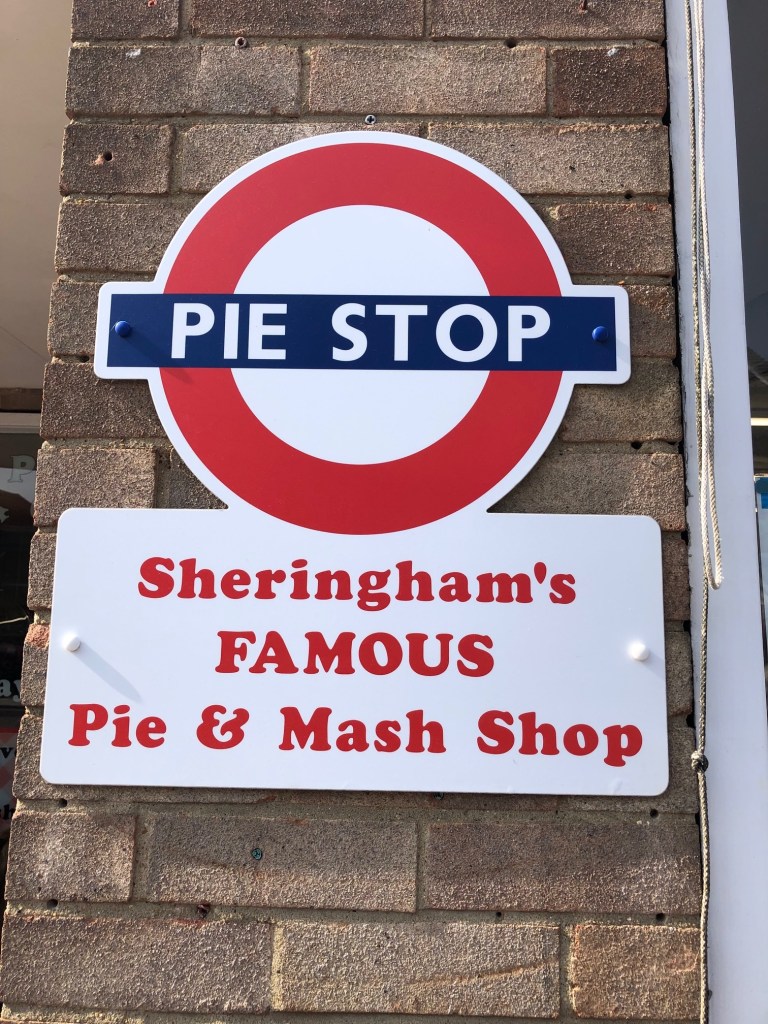 PIE STOP
Sheringham's
FAMOUS
Pie & Mash Shop